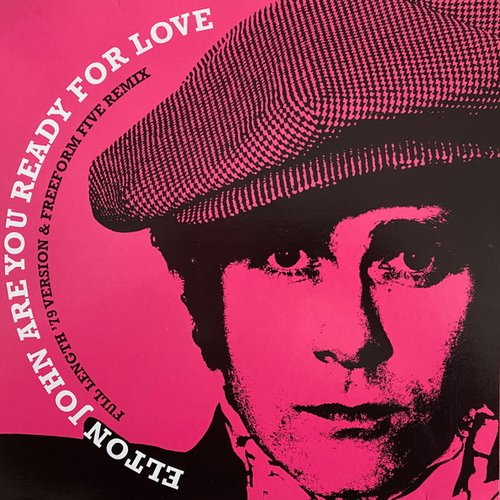 ELTON JOHN ARE YOU READY FOR LOVE
FULL LENGTH '79 VERSION & FREEFORM FIVE REMIX